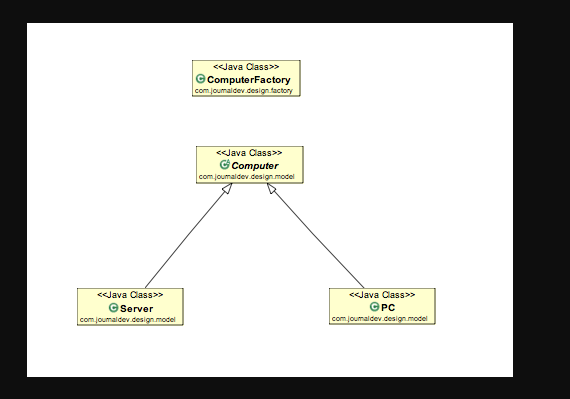 <<Java Class>>
ComputerFactory
com.journaldev.design.factory
<<Java Class>>
Computer
com.journaldev.design.model
<<Java Class>>
Server
com.journaldev.design.model
<<Java Class>>
PC
com.journaldev.design.model